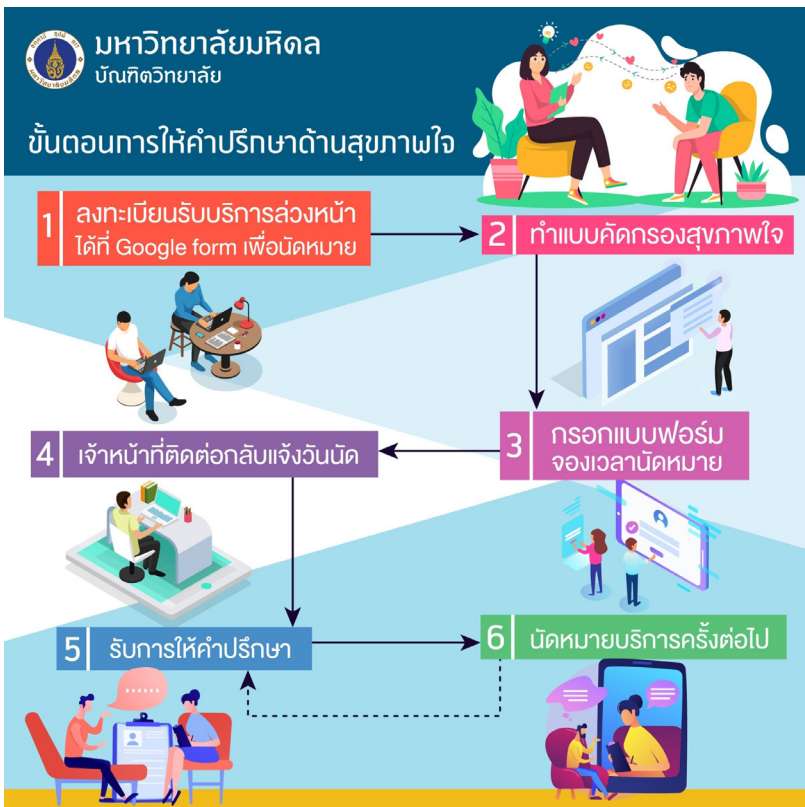 มหาวิทยาลัยมหิดล
บัณฑิตวิทยาลัย
ขั้นตอนการให้คำปรึกษาด้านสุขภาพใจ
1 ลงทะเบียนรับบริการล่วงหน้า
ได้ที่ Google form เพื่อนัดหมาย
2 ทำแบบคัดกรองสุขภาพใจ
3 กรอกแบบฟอร์ม
จองเวลานัดหมาย
4 เจ้าหน้าที่ติดต่อกลับแจ้งวันนัด
5 รับการให้คำปรึกษา
6 นัดหมายบริการครั้งต่อไป